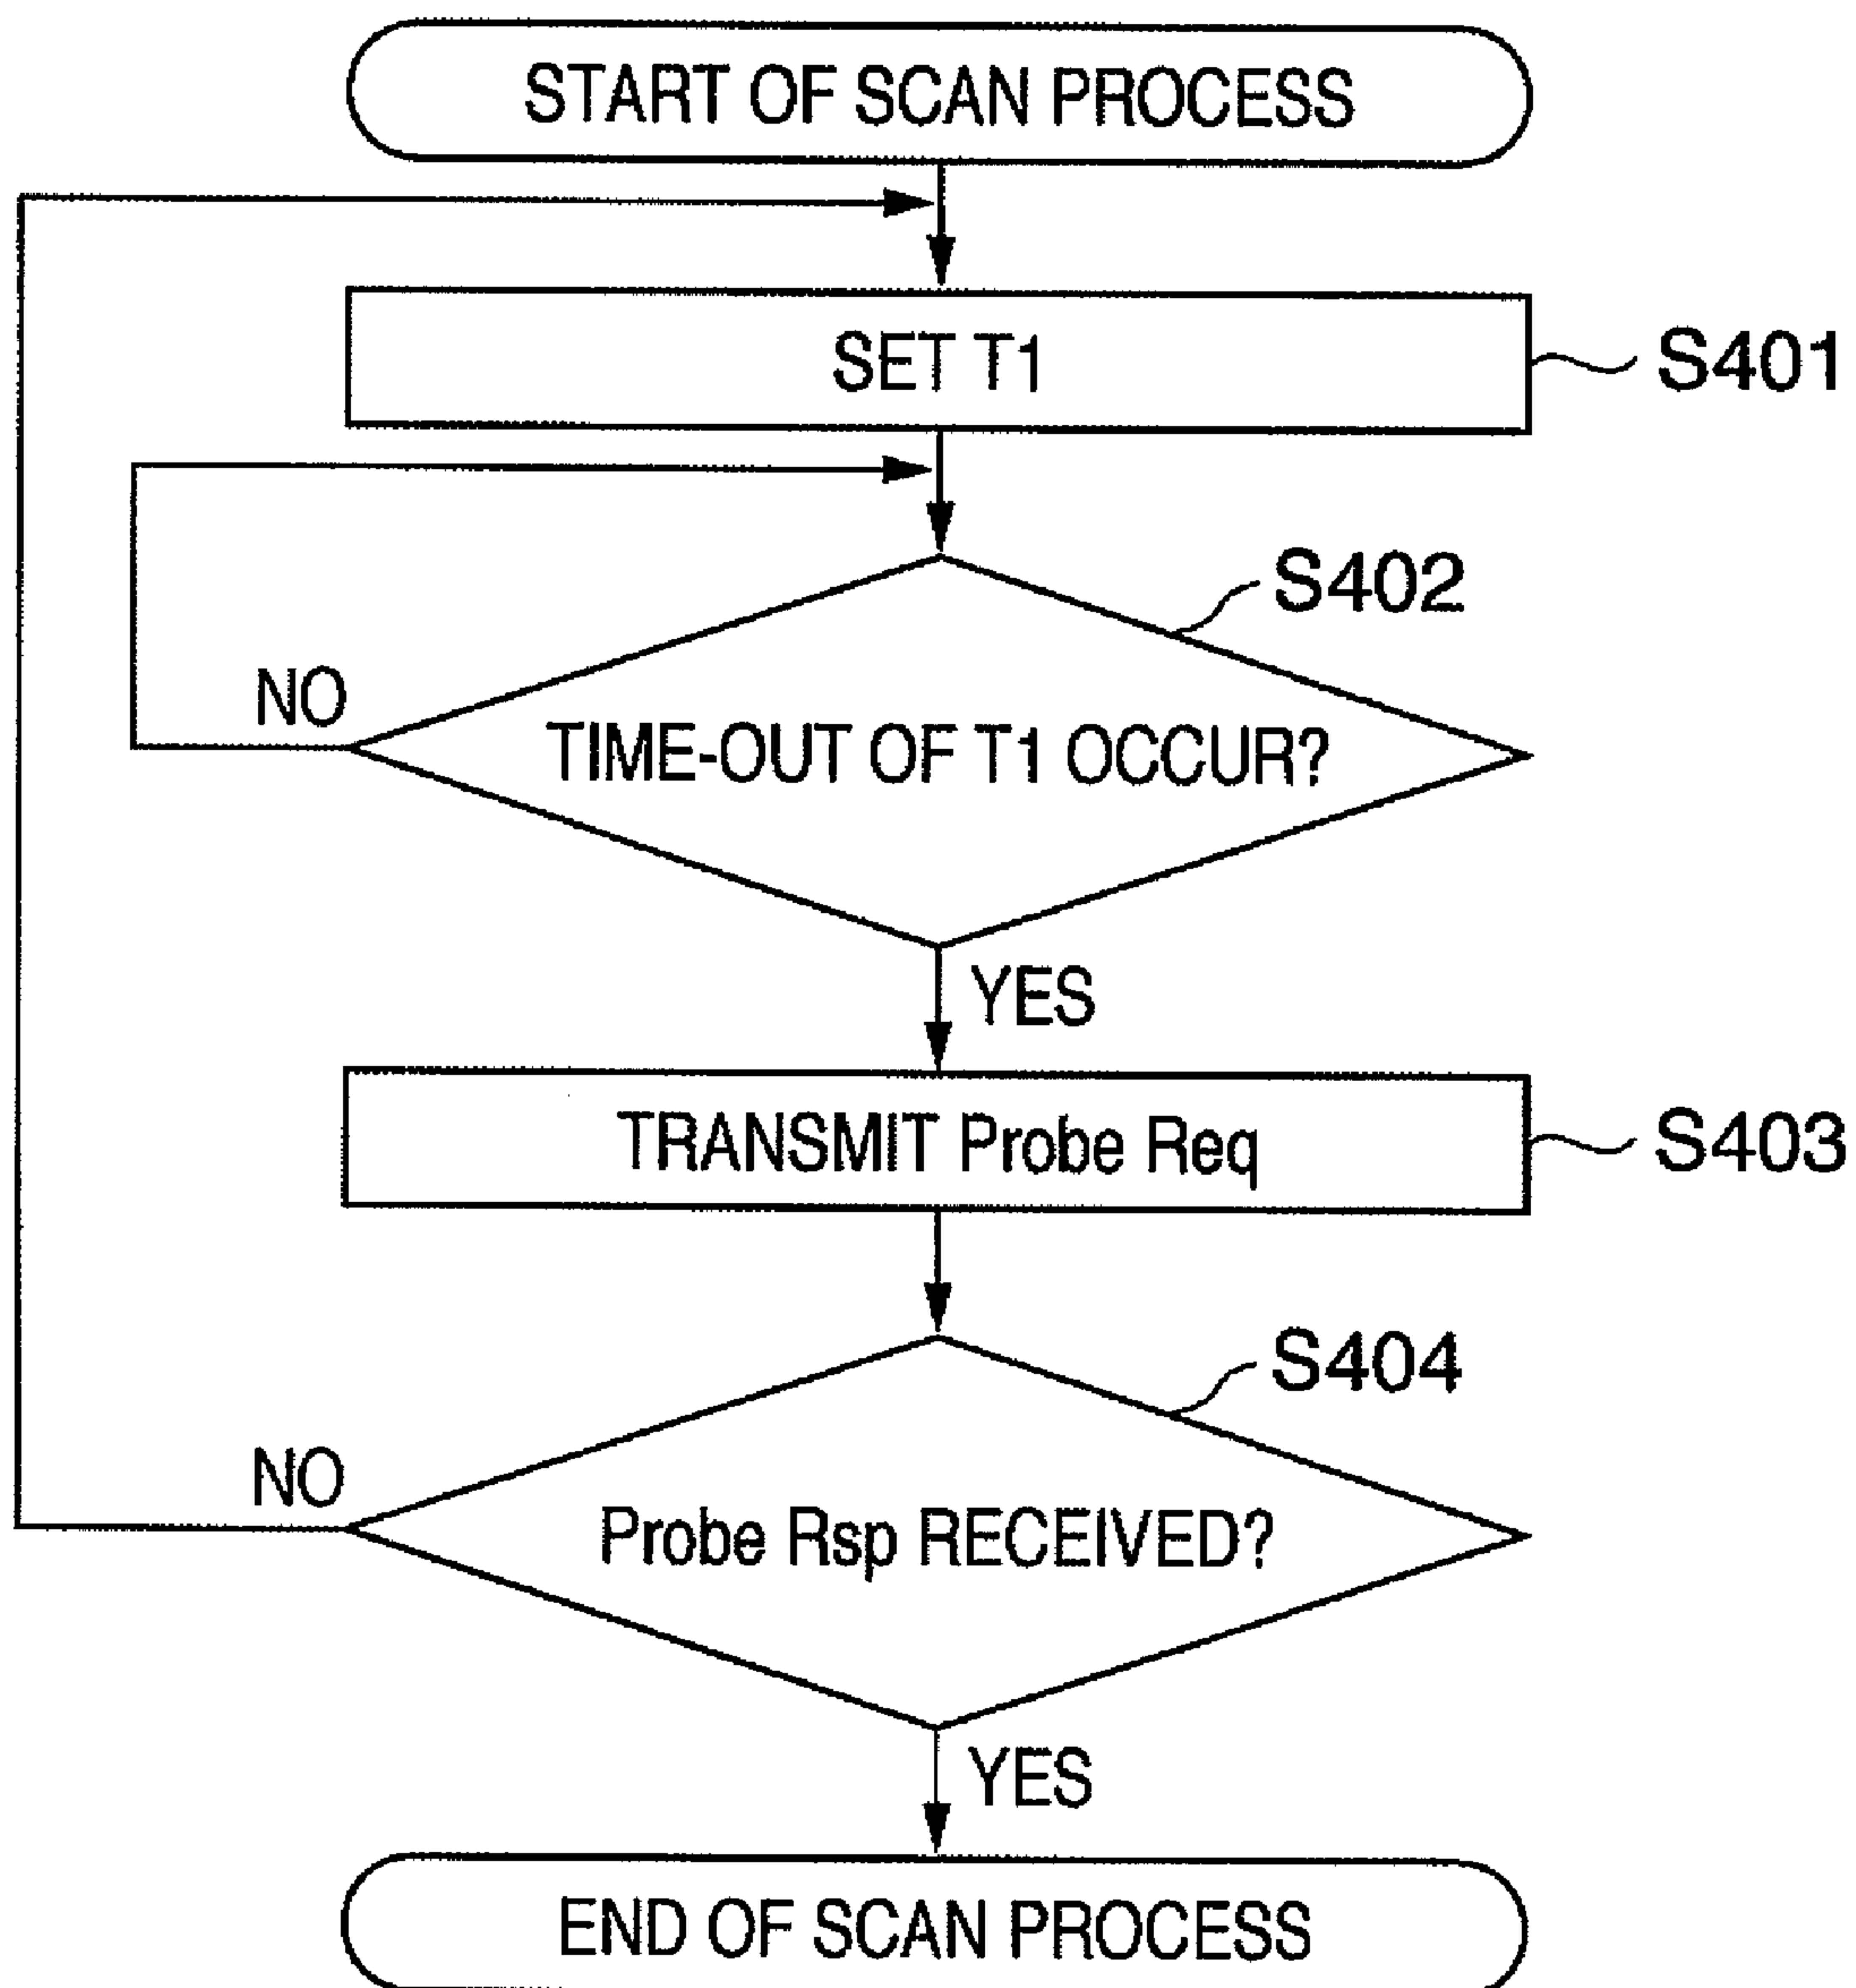 START OF SCAN PROCESS
SET T1
S401
S402
NO
TIME-OUT OF T1 OCCUR?
YES
TRANSMIT Probe Req
S403
S404
NO
Probe Rsp RECEIVED?
YES
END OF SCAN PROCESS